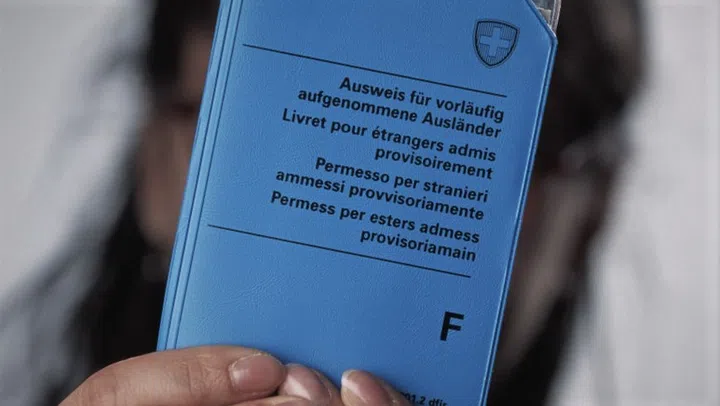 Ausweis für vorläufig
aufgenommene Ausländer
Livret pour étrangers admis
provisoirement
Permesso per stranieri
ammessi provvisoriamente
Permess per esters admess
provisoriamain
F